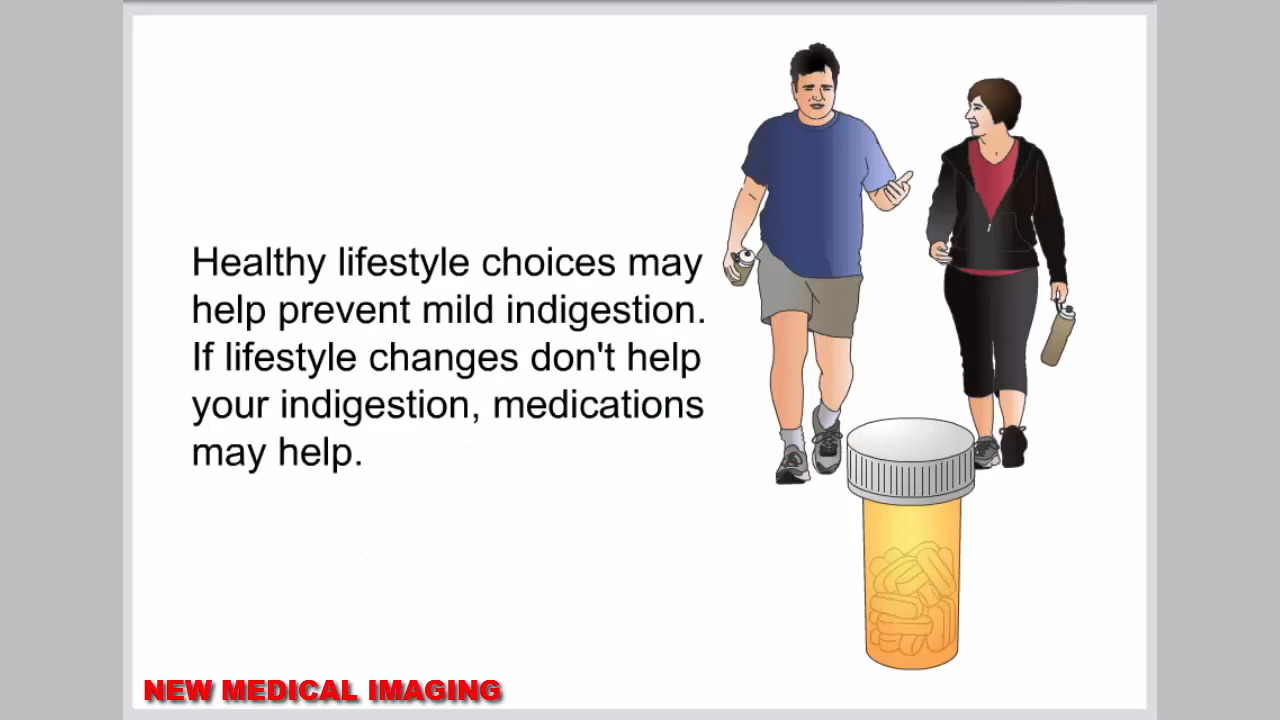 Healthy lifestyle choices may
help prevent mild indigestion.
If lifestyle changes don't help
your indigestion, medications
may help.
NEW MEDICAL IMAGING